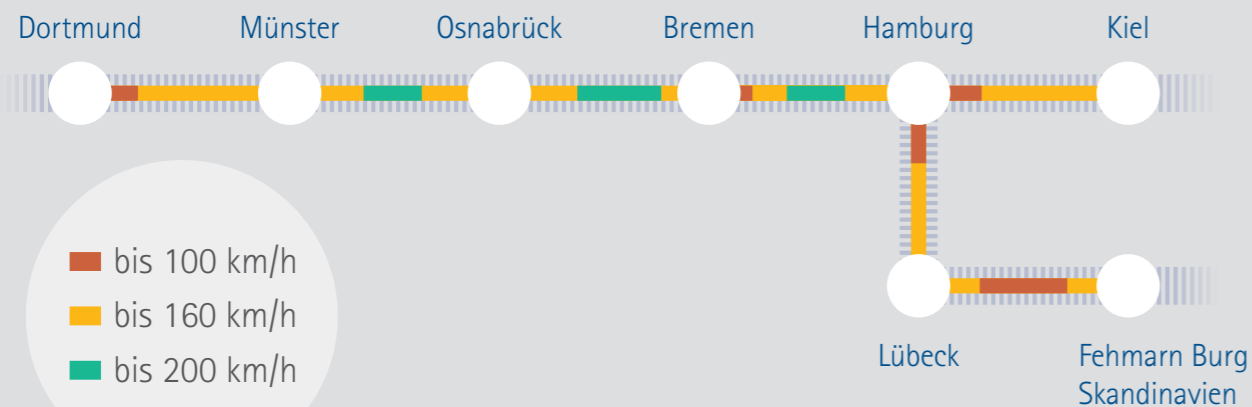 Dortmund
Münster
Osnabrück
Bremen
Hamburg
Kiel
bis 100 km/h
bis 160 km/h
bis 200 km/h
Lübeck
Fehmarn Burg
Skandinavien